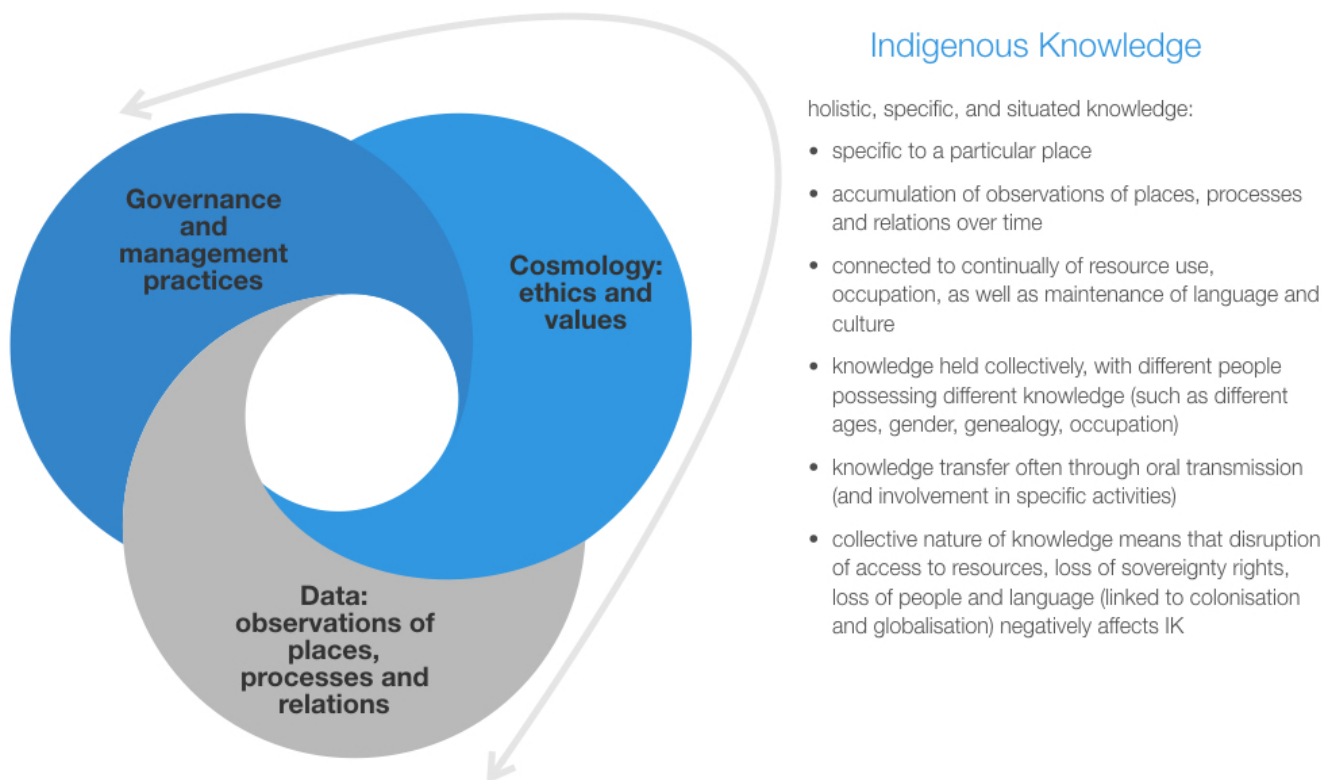 Indigenous Knowledge
holistic, specific, and situated knowledge:
• specific to a particular place
• accumulation of observations of places, processes
and relations over time
• connected to continually of resource use,
occupation, as well as maintenance of language and
culture
• knowledge held collectively, with different people
possessing different knowledge (such as different
ages, gender, genealogy, occupation)
• knowledge transfer often through oral transmission
(and involvement in specific activities)
• collective nature of knowledge means that disruption
of access to resources, loss of sovereignty rights,
loss of people and language (linked to colonisation
and globalisation) negatively affects IK
Governance
and
management
practices
Cosmology:
ethics and
values
Data:
observations of
places,
processes and
relations